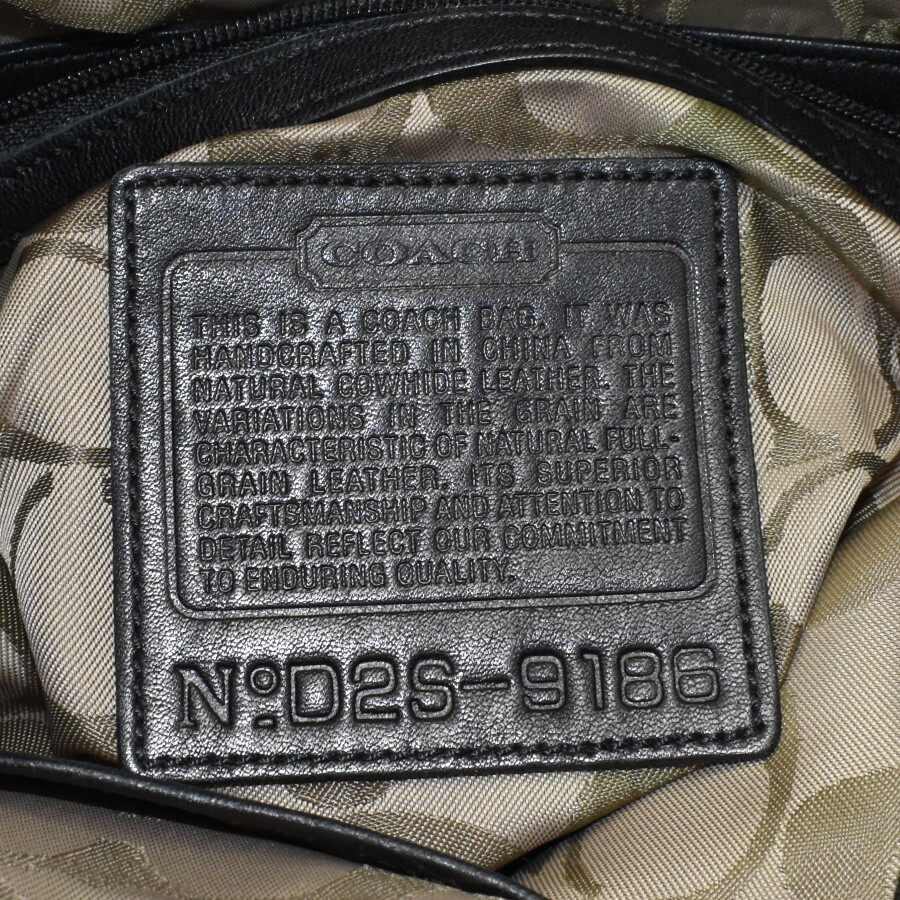 COACH
THIS IS A COACH BAG. IT WAS
HANDCRAFTED IN CHINA FROM
NATURAL COWHIDE LEATHER. THE
VARIATIONS IN THE GRAIN ARE
CHARACTERISTIC OF NATURAL FULL-
GRAIN LEATHER. ITS SUPERIOR
CRAFTSMANSHIP AND ATTENTION TO
DETAIL REFLECT OUR COMMITMENT
TO ENDURING QUALITY.
Nº D2S-9186